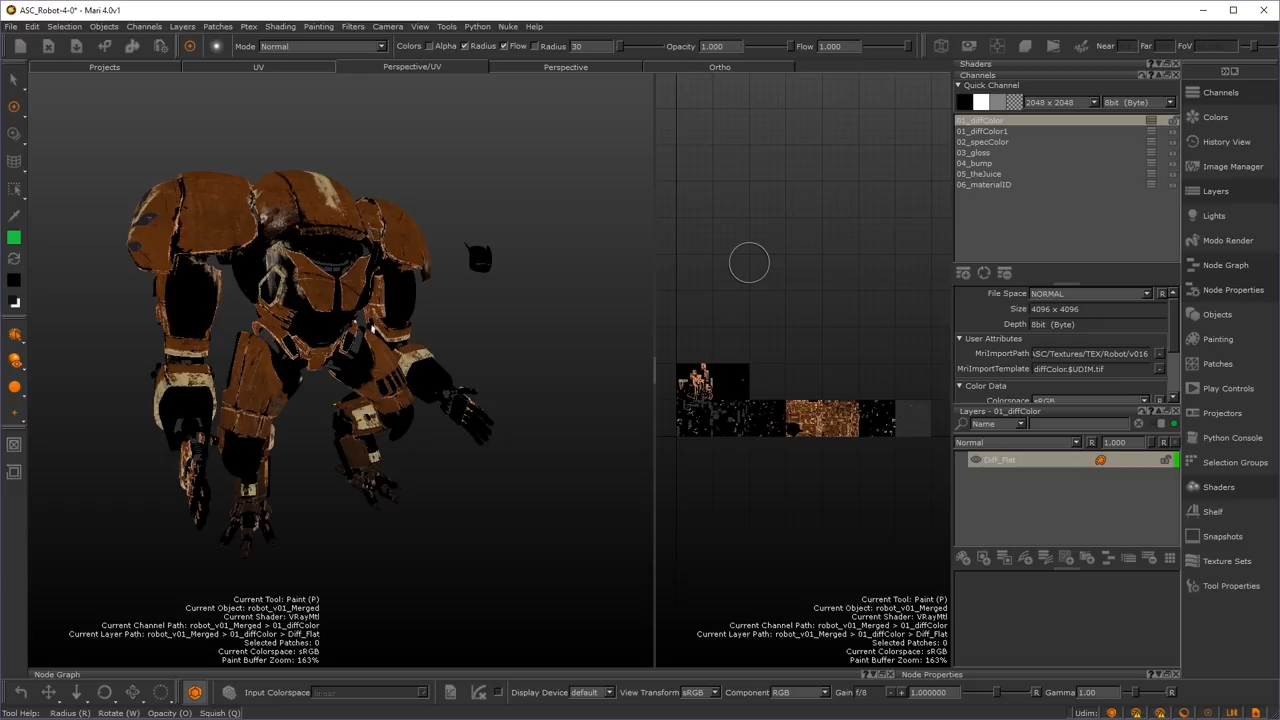 ASC_Robot-4-0* - Mari 4.0v1
File Edit Selection Objects Channels Layers Patches Ptex Shading Painting Filters Camera View Tools Python Nuke Help
Mode Normal Colors Alpha Radius Flow Radius 30 Opacity 1.000 Flow 1.000 Near Far FoV
Projects UV Perspective/UV Perspective Ortho
Shaders
Channels
Quick Channel
2048 x 2048 8bit (Byte)
01_diffColor
01_diffColor1
02_specColor
03_gloss
04_bump
05_theJuice
06_materialID
File Space NORMAL R
Size 4096 x 4096
Depth 8bit (Byte)
User Attributes
MriImportPath \SC/Textures/TEX/Robot/v016
MriImportTemplate diffColor.$UDIM.tif
Color Data
Colorspace sRGB
Layers - 01_diffColor
Name
Normal R 1.000 R
Diff_Flat
Channels
Colors
History View
Image Manager
Layers
Lights
Modo Render
Node Graph
Node Properties
Objects
Painting
Patches
Play Controls
Projectors
Python Console
Selection Groups
Shaders
Shelf
Snapshots
Texture Sets
Tool Properties
Current Tool: Paint (P)
Current Object: robot_v01_Merged
Current Shader: VRayMtl
Current Channel Path: robot_v01_Merged > 01_diffColor
Current Layer Path: robot_v01_Merged > 01_diffColor > Diff_Flat
Selected Patches: 0
Current Colorspace: sRGB
Paint Buffer Zoom: 163%
Current Tool: Paint (P)
Current Object: robot_v01_Merged
Current Shader: VRayMtl
Current Channel Path: robot_v01_Merged > 01_diffColor
Current Layer Path: robot_v01_Merged > 01_diffColor > Diff_Flat
Selected Patches: 0
Current Colorspace: sRGB
Paint Buffer Zoom: 163%
Node Graph Node Properties
Input Colorspace linear Display Device default View Transform sRGB Component RGB Gain f/8 1.000000 R Gamma 1.00 R
Tool Help: Radius (R) Rotate (W) Opacity (O) Squish (Q) Udim: